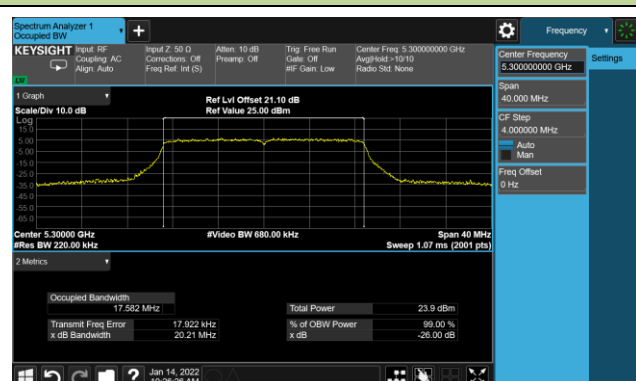 Spectrum Analyzer 1
Occupied BW
Frequency
KEYSIGHT
Input: RF
Coupling: AC
Align: Auto
Input Z: 50 Ω
Corrections: Off
Freq Ref: Int (S)
Atten: 10 dB
Preamp: Off
Trig: Free Run
Gate: Off
#IF Gain: Low
Center Freq: 5.300000000 GHz
Avg|Hold:>10/10
Radio Std: None
LXI
Center Frequency
5.300000000 GHz
Settings
Span
40.000 MHz
CF Step
4.000000 MHz
Auto
Man
Freq Offset
0 Hz
1 Graph
Scale/Div 10.0 dB
Ref Lvl Offset 21.10 dB
Ref Value 25.00 dBm
Log
15.0
5.00
-5.00
-15.0
-25.0
-35.0
-45.0
-55.0
-65.0
Center 5.30000 GHz
#Video BW 680.00 kHz
Span 40 MHz
#Res BW 220.00 kHz
Sweep 1.07 ms (2001 pts)
2 Metrics
Occupied Bandwidth
17.582 MHz
Total Power
23.9 dBm
Transmit Freq Error
17.922 kHz
% of OBW Power
99.00 %
x dB Bandwidth
20.21 MHz
x dB
-26.00 dB
Jan 14, 2022